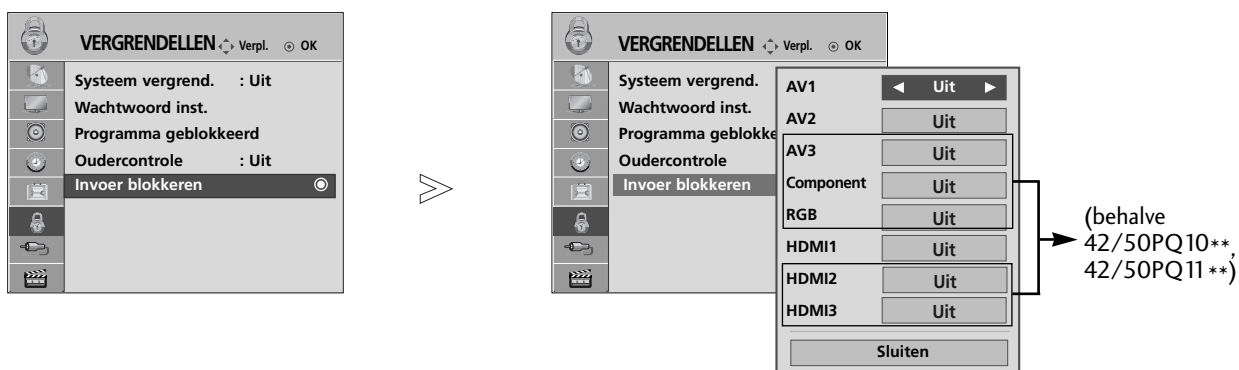 VERGRENDELLEN Verpl. OK
Systeem vergrend. : Uit
Wachtwoord inst.
Programma geblokkeerd
Oudercontrole : Uit
Invoer blokkeren
VERGRENDELLEN Verpl. OK
Systeem vergrend.
Wachtwoord inst.
Programma geblokke
Oudercontrole
Invoer blokkeren
AV1 ◄ Uit ►
AV2 Uit
AV3 Uit
Component Uit
RGB Uit
HDMI1 Uit
HDMI2 Uit
HDMI3 Uit
Sluiten
(behalve
42/50PQ10**,
42/50PQ11**)